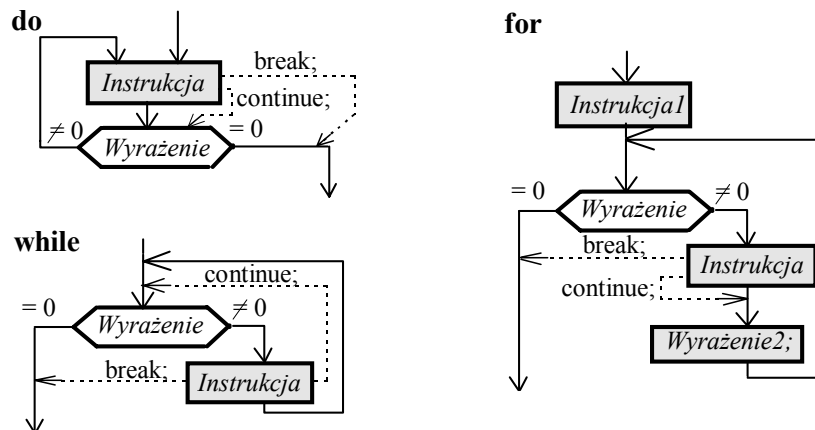 do
Instrukcja
break;
continue;
≠ 0
Wyrażenie
= 0
while
continue;
= 0
Wyrażenie
≠ 0
break;
Instrukcja
for
Instrukcja1
= 0
Wyrażenie
≠ 0
break;
Instrukcja
continue;
Wyrażenie2;